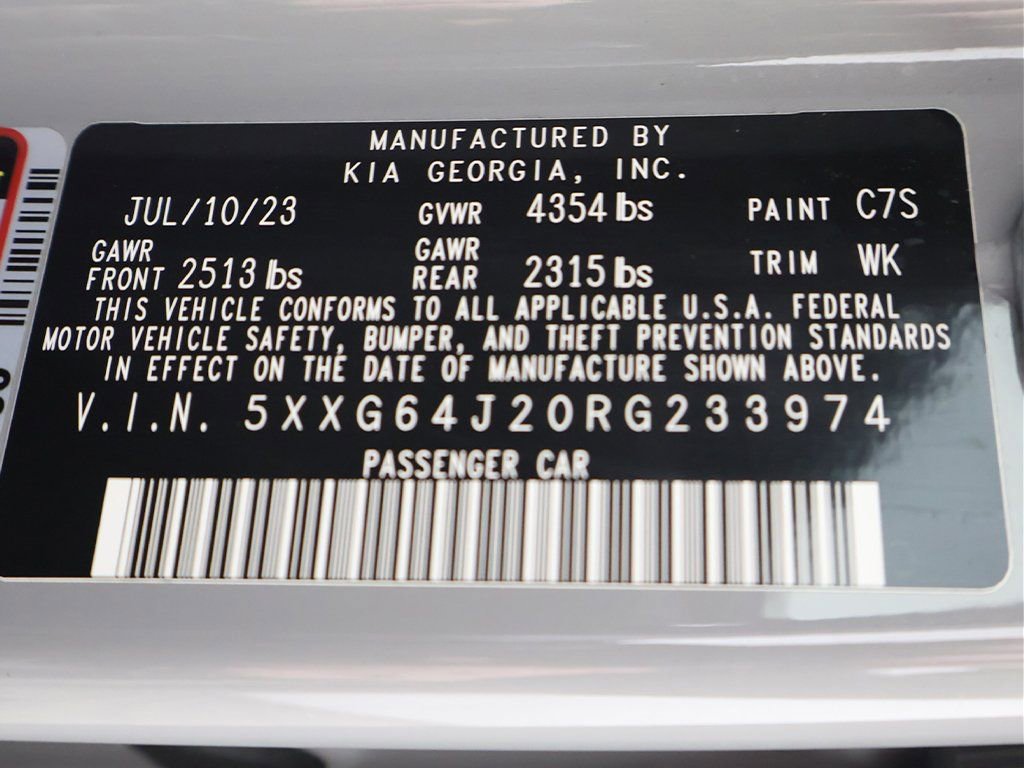 MANUFACTURED BY
KIA GEORGIA, INC.
JUL/10/23 GVWR 4354 lbs PAINT C7S
GAWR FRONT 2513 lbs GAWR REAR 2315 lbs TRIM WK
THIS VEHICLE CONFORMS TO ALL APPLICABLE U.S.A. FEDERAL
MOTOR VEHICLE SAFETY, BUMPER, AND THEFT PREVENTION STANDARDS
IN EFFECT ON THE DATE OF MANUFACTURE SHOWN ABOVE.
V.I.N. 5XXG64J20RG233974
PASSENGER CAR